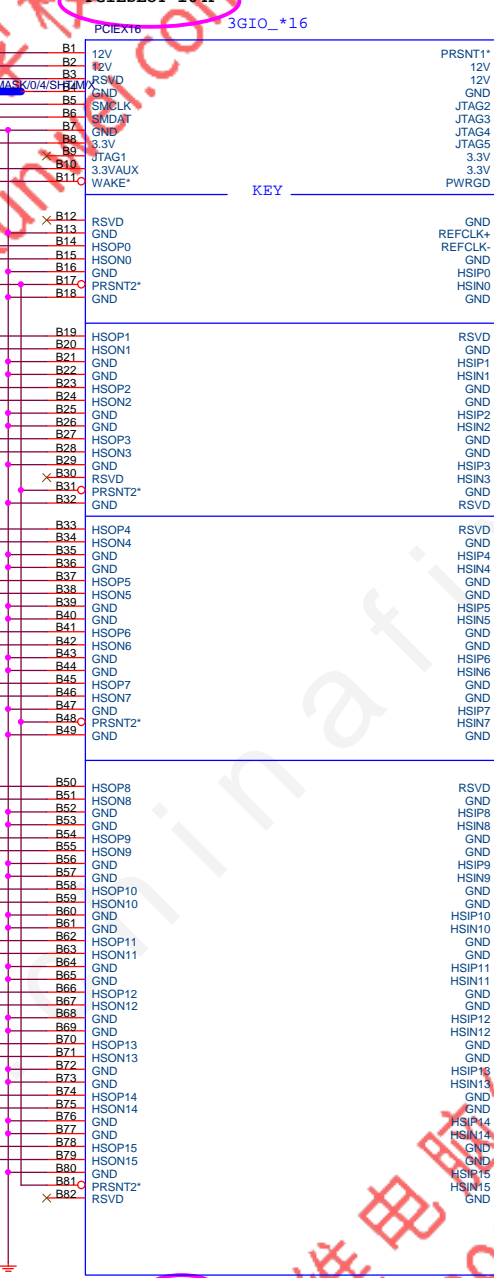 3GIO_*16
PCIEX16
B1 12V PRSNT1*
B2 12V 12V
B3 RSVD 12V
MASK/0/4/SHT/M/X
B4 GND GND
B5 SMCLK JTAG2
B6 SMDAT JTAG3
B7 GND JTAG4
B8 3.3V JTAG5
B9 JTAG1 3.3V
B10 3.3VAUX 3.3V
B11 WAKE* PWRGD
KEY
B12 RSVD GND
B13 GND REFCLK+
B14 HSOP0 REFCLK-
B15 HSON0 GND
B16 GND HSIP0
B17 PRSNT2* HSIN0
B18 GND GND
B19 HSOP1 RSVD
B20 HSON1 GND
B21 GND HSIP1
B22 GND HSIN1
B23 HSOP2 GND
B24 HSON2 GND
B25 GND HSIP2
B26 GND HSIN2
B27 HSOP3 GND
B28 HSON3 GND
B29 GND HSIP3
B30 RSVD HSIN3
B31 PRSNT2* GND
B32 GND RSVD
B33 HSOP4 RSVD
B34 HSON4 GND
B35 GND HSIP4
B36 GND HSIN4
B37 HSOP5 GND
B38 HSON5 GND
B39 GND HSIP5
B40 GND HSIN5
B41 HSOP6 GND
B42 HSON6 GND
B43 GND HSIP6
B44 GND HSIN6
B45 HSOP7 GND
B46 HSON7 GND
B47 GND HSIP7
B48 PRSNT2* HSIN7
B49 GND GND
B50 HSOP8 RSVD
B51 HSON8 GND
B52 GND HSIP8
B53 GND HSIN8
B54 HSOP9 GND
B55 HSON9 GND
B56 GND HSIP9
B57 GND HSIN9
B58 HSOP10 GND
B59 HSON10 GND
B60 GND HSIP10
B61 GND HSIN10
B62 HSOP11 GND
B63 HSON11 GND
B64 GND HSIP11
B65 GND HSIN11
B66 HSOP12 GND
B67 HSON12 GND
B68 GND HSIP12
B69 GND HSIN12
B70 HSOP13 GND
B71 HSON13 GND
B72 GND HSIP13
B73 GND HSIN13
B74 HSOP14 GND
B75 HSON14 GND
B76 GND HSIP14
B77 GND HSIN14
B78 HSOP15 GND
B79 HSON15 GND
B80 GND HSIP15
B81 PRSNT2* HSIN15
B82 RSVD GND
chinafi
维电脑